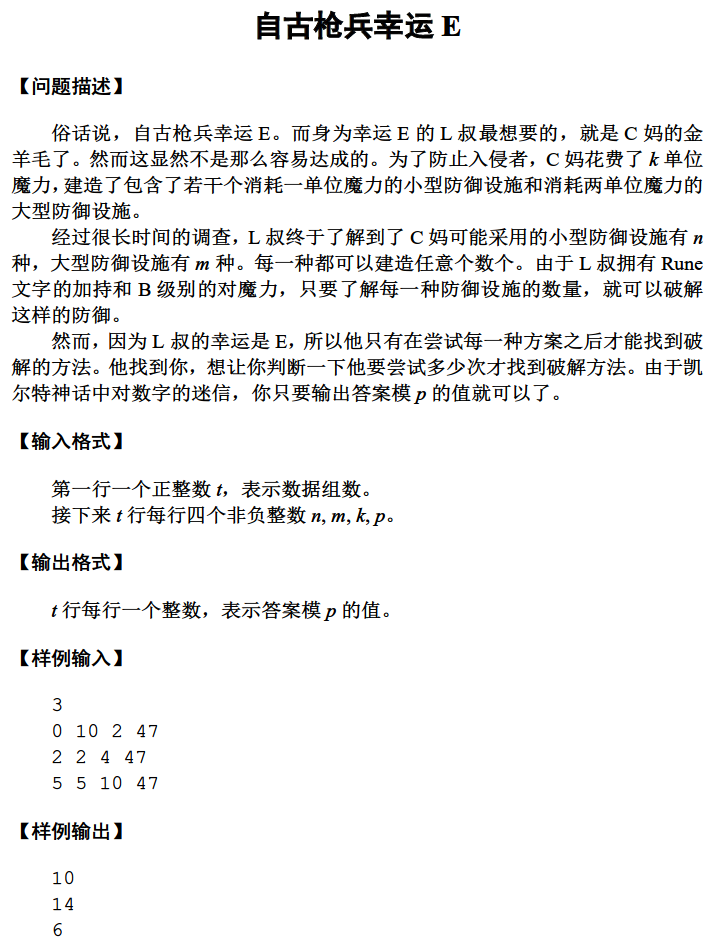 自古枪兵幸运 E
【问题描述】
俗话说，自古枪兵幸运 E。而身为幸运 E 的 L 叔最想要的，就是 C 妈的金
羊毛了。然而这显然不是那么容易达成的。为了防止入侵者，C 妈花费了 k 单位
魔力，建造了包含了若干个消耗一单位魔力的小型防御设施和消耗两单位魔力的
大型防御设施。
经过很长时间的调查，L 叔终于了解到了 C 妈可能采用的小型防御设施有 n
种，大型防御设施有 m 种。每一种都可以建造任意个数个。由于 L 叔拥有 Rune
文字的加持和 B 级别的对魔力，只要了解每一种防御设施的数量，就可以破解
这样的防御。
然而，因为 L 叔的幸运是 E，所以他只有在尝试每一种方案之后才能找到破
解的方法。他找到你，想让你判断一下他要尝试多少次才找到破解方法。由于凯
尔特神话中对数字的迷信，你只要输出答案模 p 的值就可以了。
【输入格式】
第一行一个正整数 t，表示数据组数。
接下来 t 行每行四个非负整数 n, m, k, p。
【输出格式】
t 行每行一个整数，表示答案模 p 的值。
【样例输入】
3
0 10 2 47
2 2 4 47
5 5 10 47
【样例输出】
10
14
6